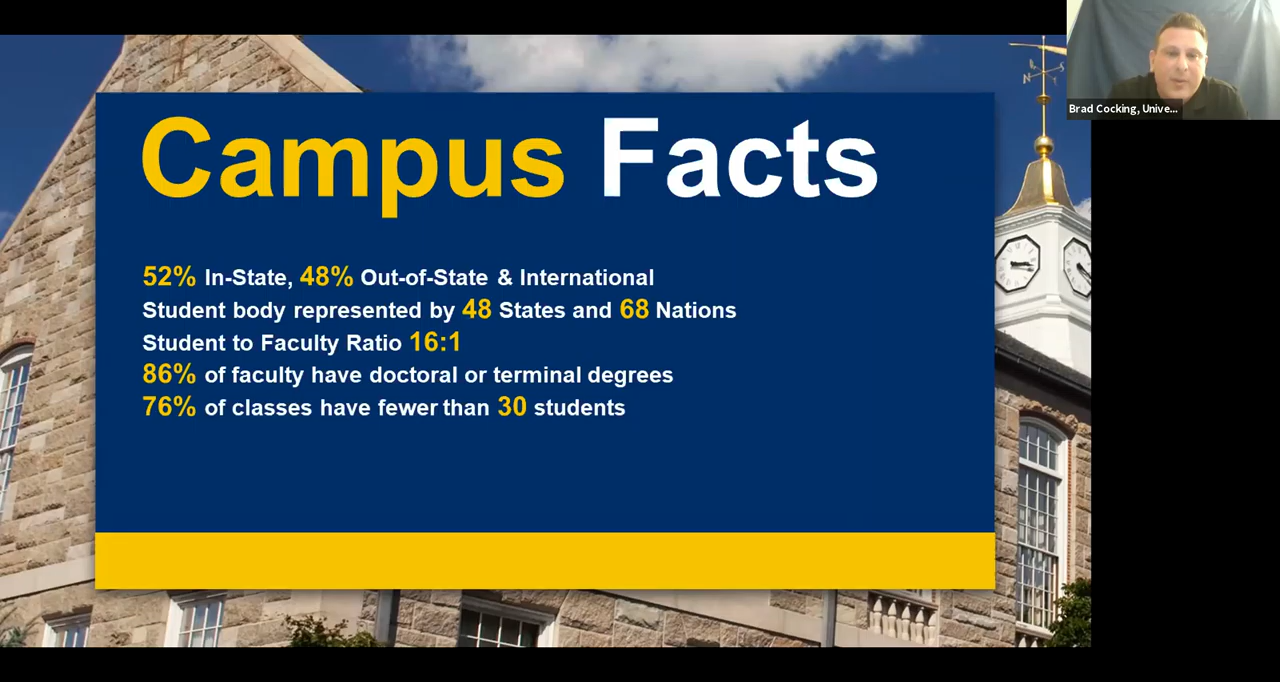 Campus Facts
52% In-State, 48% Out-of-State & International
Student body represented by 48 States and 68 Nations
Student to Faculty Ratio 16:1
86% of faculty have doctoral or terminal degrees
76% of classes have fewer than 30 students
Brad Cocking, Unive...